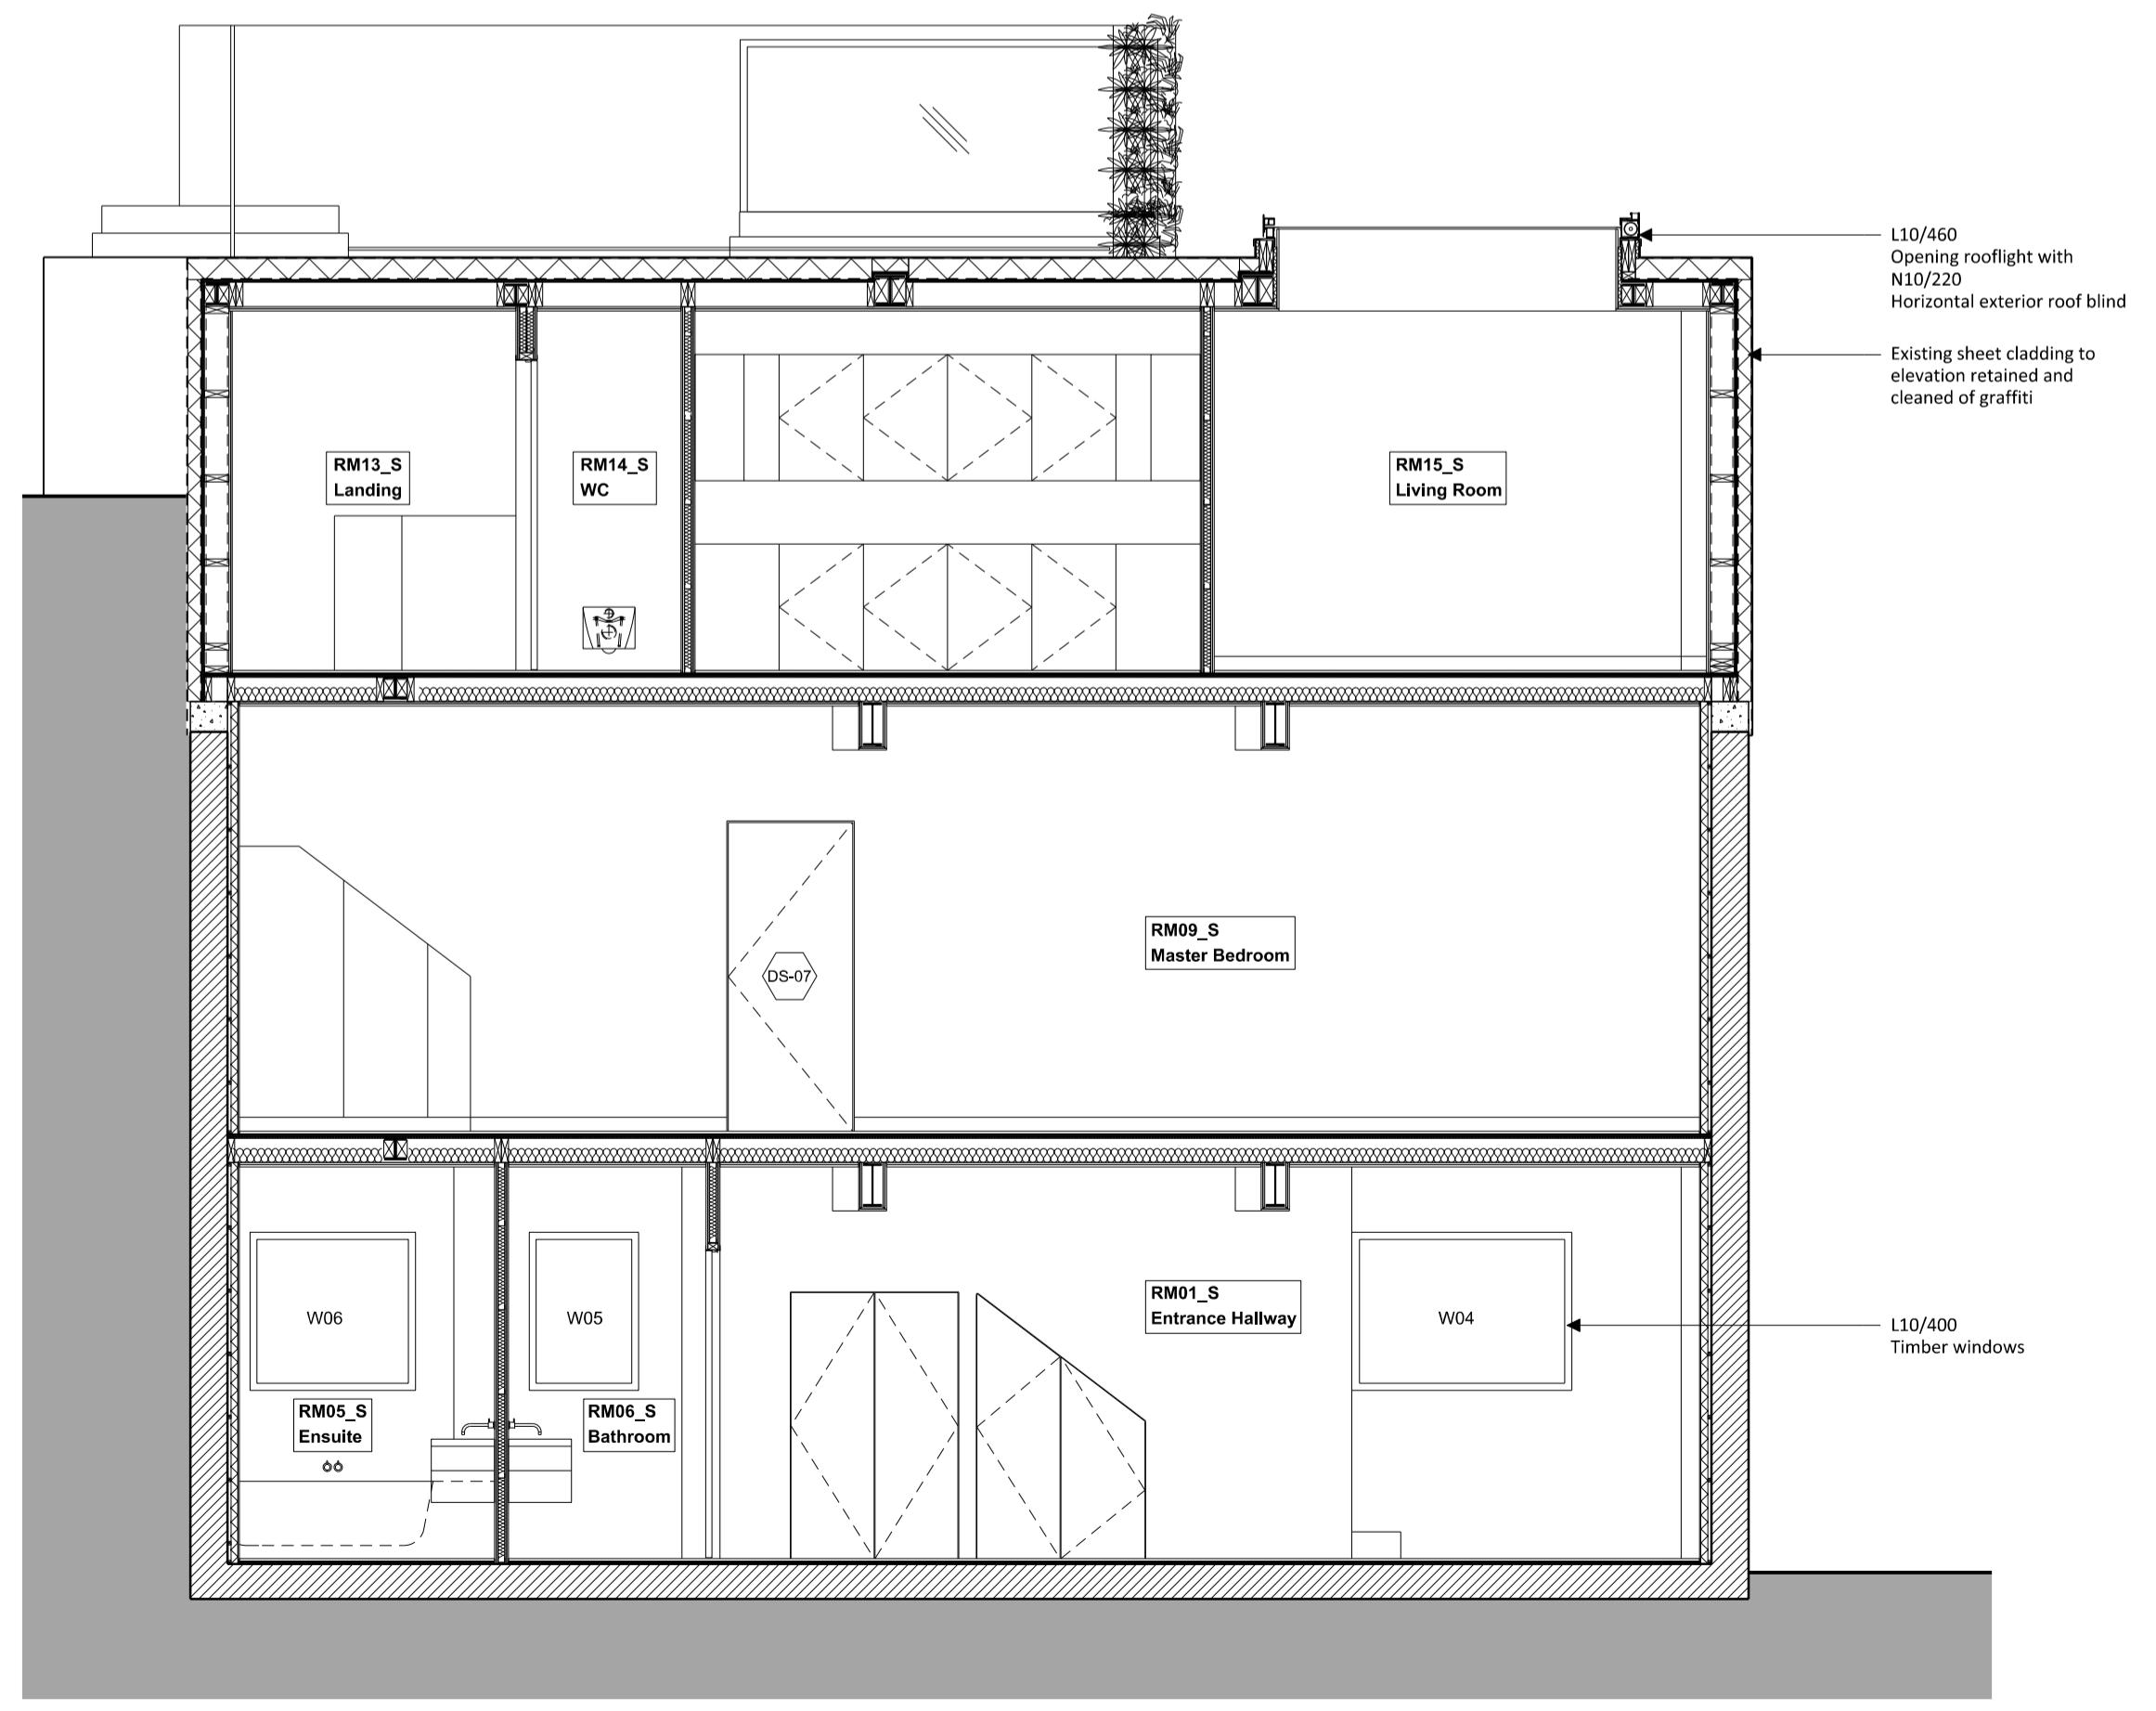 L10/460
Opening rooflight with
N10/220
Horizontal exterior roof blind
Existing sheet cladding to
elevation retained and
cleaned of graffiti
RM13_S
Landing
RM14_S
WC
RM15_S
Living Room
RM09_S
Master Bedroom
DS-07
RM01_S
Entrance Hallway
W06
W05
W04
L10/400
Timber windows
RM05_S
Ensuite
RM06_S
Bathroom